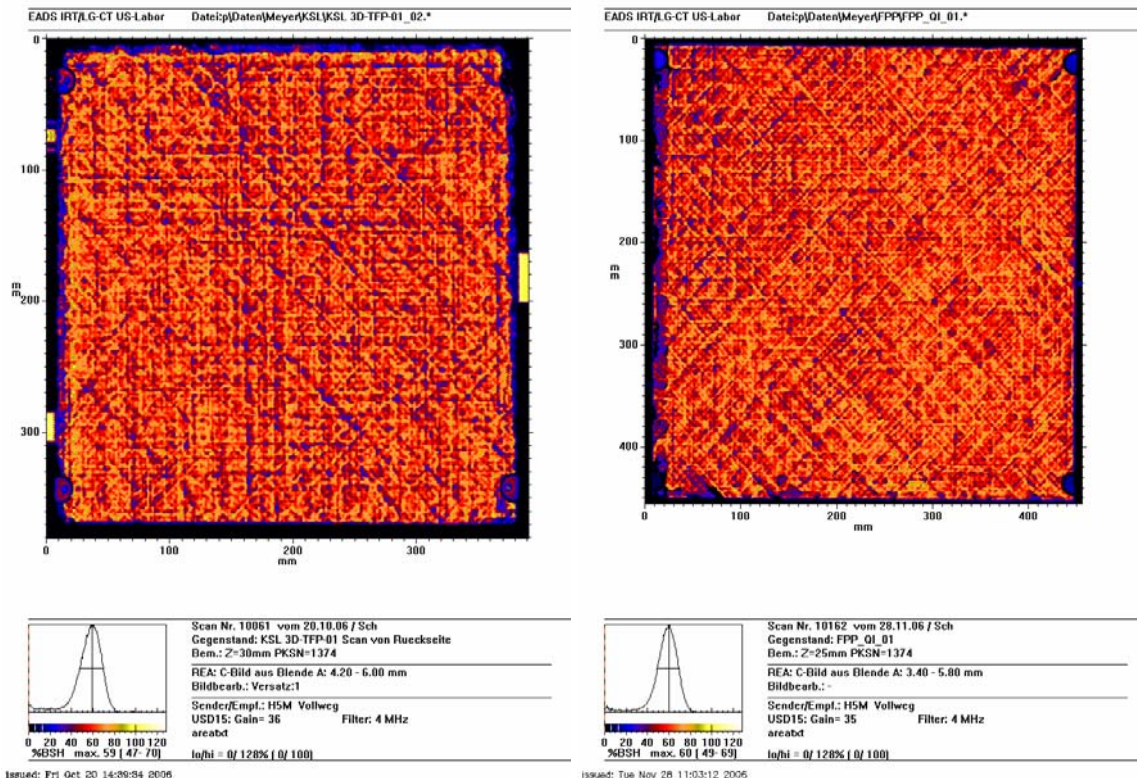 EADS IRT/LG-CT US-Labor Datei:p\Daten\Meyer\KSL\KSL 3D-TFP-01_02.*
0
100
200
300
mm
0 100 200 300
mm
Scan Nr. 10061 vom 20.10.06 / Sch
Gegenstand: KSL 3D-TFP-01 Scan von Rueckseite
Bem.: Z=30mm PKSN=1374
REA: C-Bild aus Blende A: 4.20 - 6.00 mm
Bildbearb.: Versatz:1
Sender/Empf.: H5M Vollweg
USD15: Gain= 36 Filter: 4 MHz
areabxt
lo/hi = 0/ 128% [ 0/ 100]
0 20 40 60 80 100 120
%BSH max. 59 [ 47- 70]
issued: Fri Oct 20 14:39:34 2006
EADS IRT/LG-CT US-Labor Datei:p\Daten\Meyer\FPP\FPP_QI_01.*
0
100
200
300
400
mm
0 100 200 300 400
mm
Scan Nr. 10162 vom 28.11.06 / Sch
Gegenstand: FPP_QI_01
Bem.: Z=25mm PKSN=1374
REA: C-Bild aus Blende A: 3.40 - 5.80 mm
Bildbearb.: -
Sender/Empf.: H5M Vollweg
USD15: Gain= 35 Filter: 4 MHz
areabxt
lo/hi = 0/ 128% [ 0/ 100]
0 20 40 60 80 100 120
%BSH max. 60 [ 49- 69]
issued: Tue Nov 28 11:03:12 2006